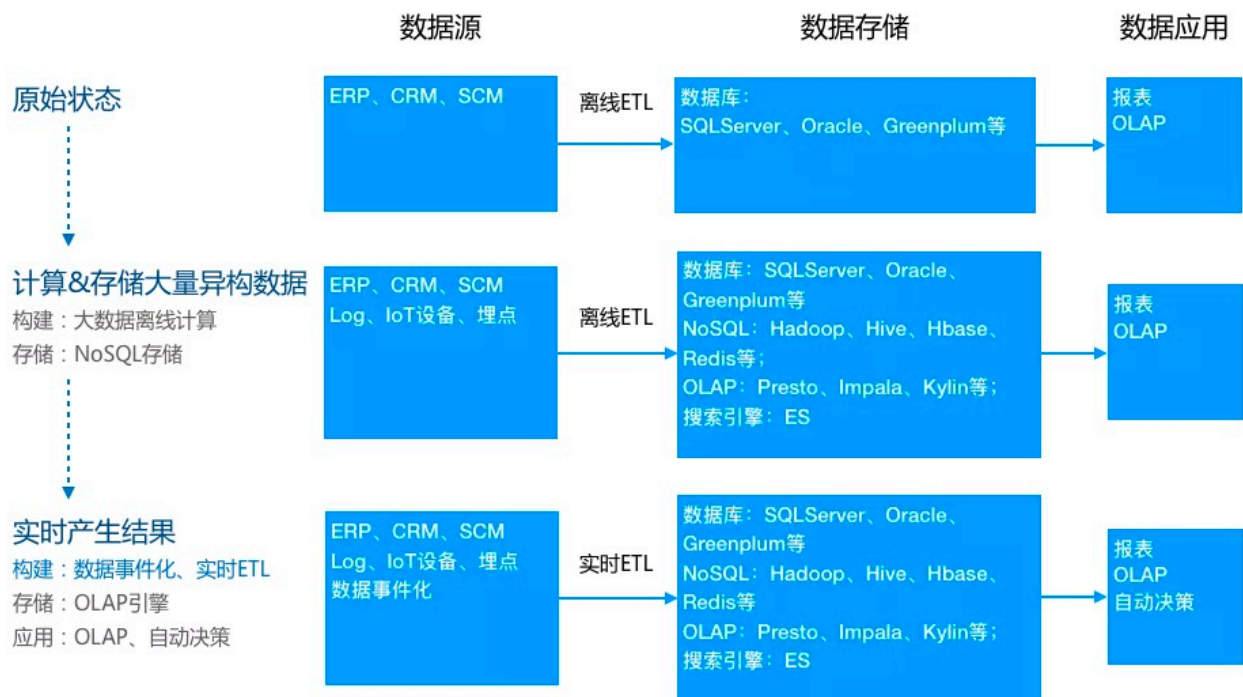 数据源
数据存储
数据应用
原始状态
ERP、CRM、SCM
离线ETL
数据库：
SQLServer、Oracle、Greenplum等
报表
OLAP
计算&存储大量异构数据
构建：大数据离线计算
存储：NoSQL存储
ERP、CRM、SCM
Log、IoT设备、埋点
离线ETL
数据库：SQLServer、Oracle、
Greenplum等
NoSQL：Hadoop、Hive、Hbase、
Redis等；
OLAP：Presto、Impala、Kylin等；
搜索引擎：ES
报表
OLAP
实时产生结果
构建：数据事件化、实时ETL
存储：OLAP引擎
应用：OLAP、自动决策
ERP、CRM、SCM
Log、IoT设备、埋点
数据事件化
实时ETL
数据库：SQLServer、Oracle、
Greenplum等
NoSQL：Hadoop、Hive、Hbase、
Redis等
OLAP：Presto、Impala、Kylin等；
搜索引擎：ES
报表
OLAP
自动决策